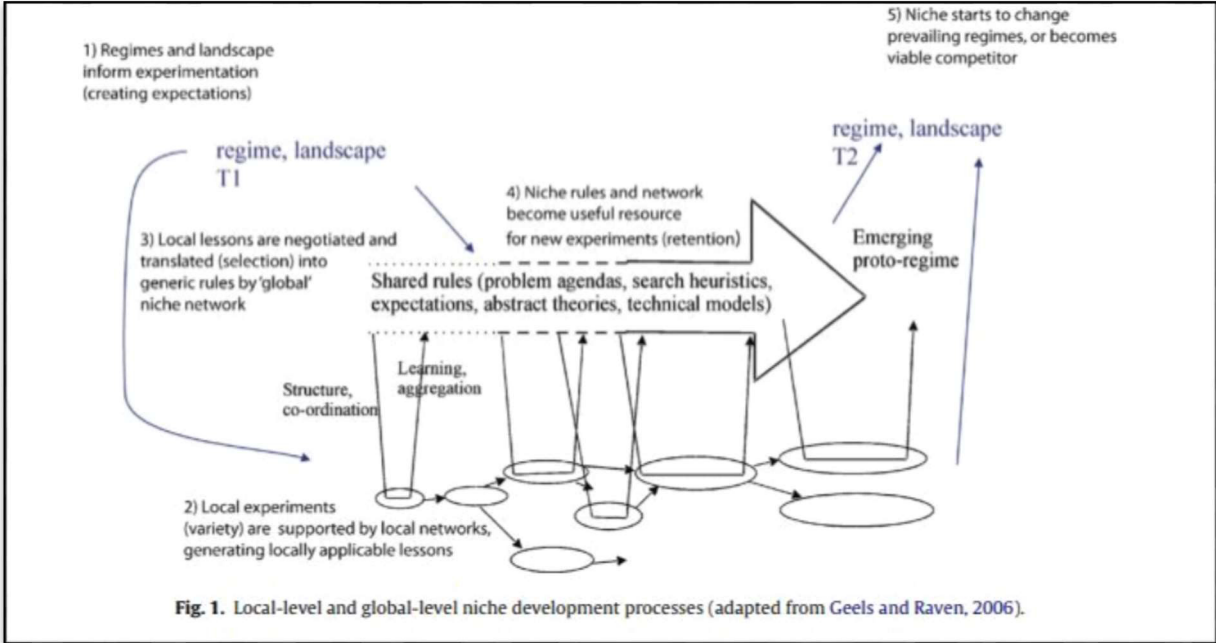 1) Regimes and landscape
inform experimentation
(creating expectations)
5) Niche starts to change
prevailing regimes, or becomes
viable competitor
regime, landscape
T1
regime, landscape
T2
3) Local lessons are negotiated and
translated (selection) into
generic rules by 'global'
niche network
4) Niche rules and network
become useful resource
for new experiments (retention)
Emerging
proto-regime
Shared rules (problem agendas, search heuristics,
expectations, abstract theories, technical models)
Structure,
co-ordination
Learning,
aggregation
2) Local experiments
(variety) are supported by local networks,
generating locally applicable lessons
Fig. 1. Local-level and global-level niche development processes (adapted from Geels and Raven, 2006).